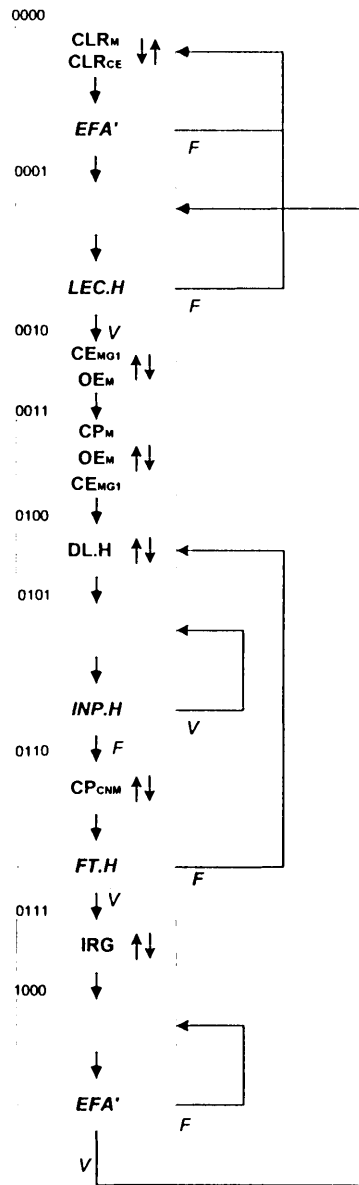 0000
CLRM
CLRCE
EFA'
F
0001
LEC.H
F
0010
V
CEMG1
OEM
0011
CPM
OEM
CEMG1
0100
DL.H
0101
INP.H
V
0110
F
CPCNM
FT.H
F
0111
V
IRG
1000
EFA'
F
V